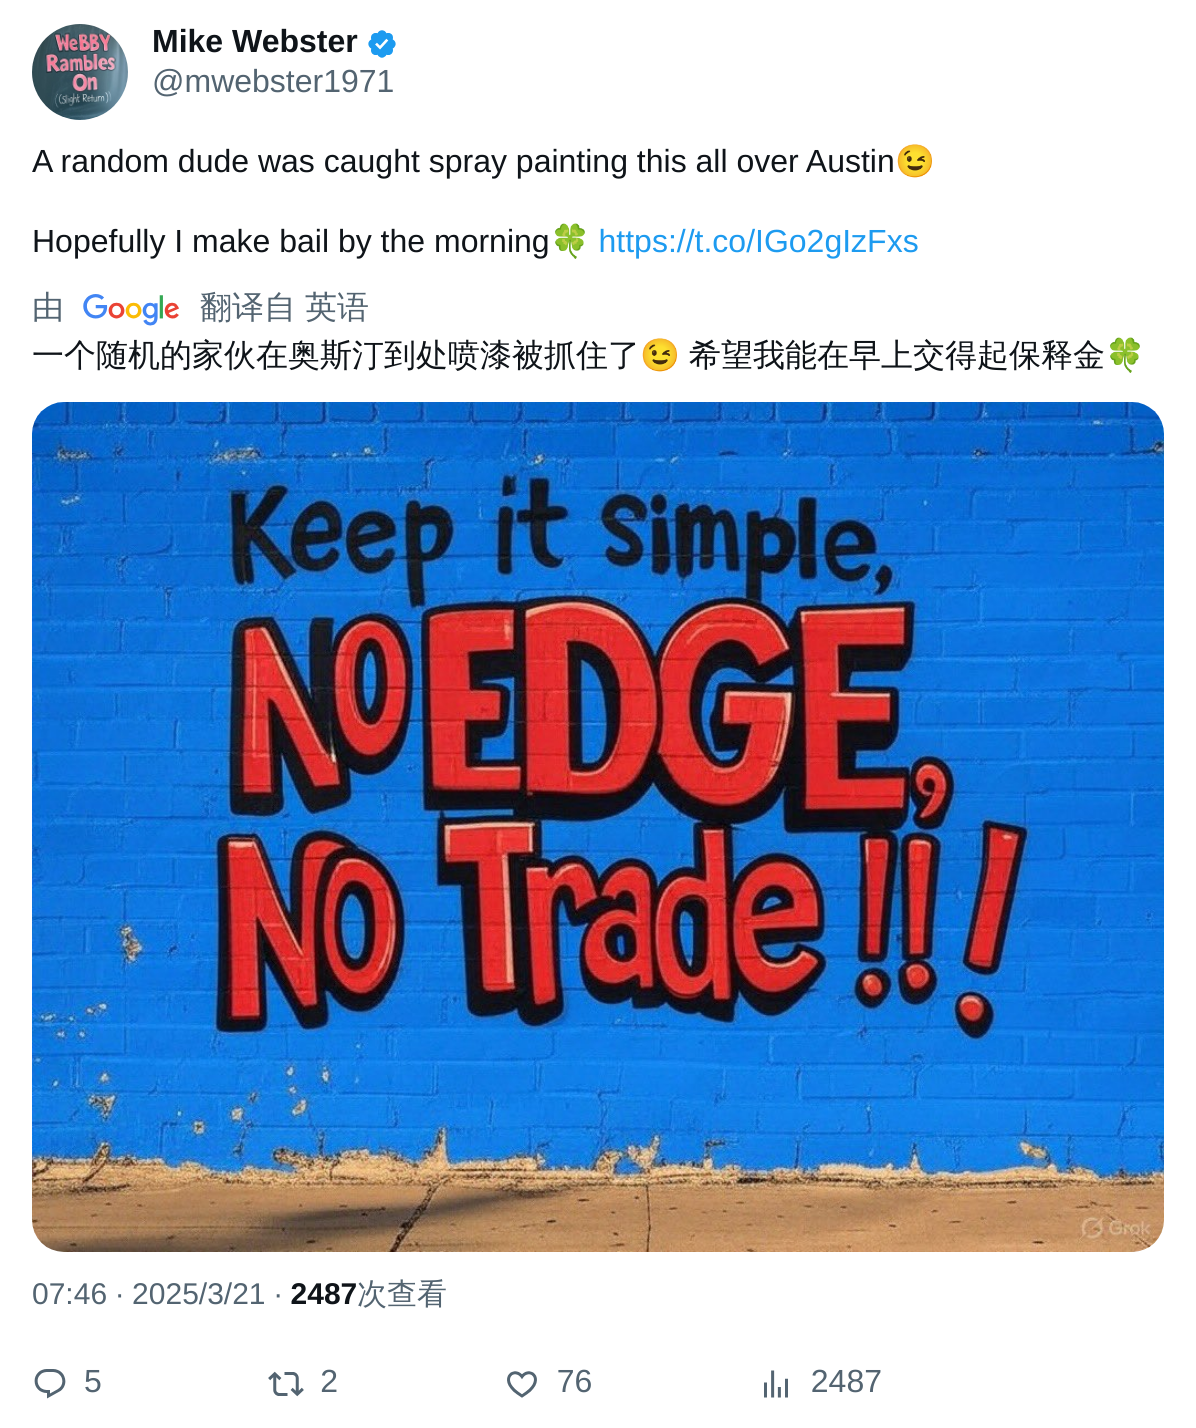 WeBBY
Rambles
On
((Slight Return))
Mike Webster
@mwebster1971
A random dude was caught spray painting this all over Austin😉
Hopefully I make bail by the morning🍀 https://t.co/IGo2glzFxs
由 Google 翻译自 英语
一个随机的家伙在奥斯汀到处喷漆被抓住了😉 希望我能在早上交得起保释金🍀
Keep it simple,
No EDGE,
No Trade!!!
Grok
07:46 · 2025/3/21 · 2487次查看
5 2 76 2487